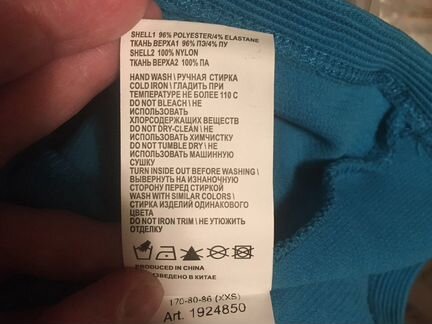 SHELL1 96% POLYESTER/4% ELASTANE
ТКАНЬ ВЕРХА1 96% ПЭ/4% ПУ
SHELL2 100% NYLON
ТКАНЬ ВЕРХА2 100% ПА
HAND WASH \ РУЧНАЯ СТИРКА
COLD IRON \ ГЛАДИТЬ ПРИ
ТЕМПЕРАТУРЕ НЕ БОЛЕЕ 110 С
DO NOT BLEACH \ НЕ
ИСПОЛЬЗОВАТЬ
ХЛОРСОДЕРЖАЩИХ ВЕЩЕСТВ
DO NOT DRY-CLEAN \ НЕ
ИСПОЛЬЗОВАТЬ ХИМЧИСТКУ
DO NOT TUMBLE DRY \ НЕ
ИСПОЛЬЗОВАТЬ МАШИННУЮ
СУШКУ
TURN INSIDE OUT BEFORE WASHING \
ВЫВЕРНУТЬ НА ИЗНАНОЧНУЮ
СТОРОНУ ПЕРЕД СТИРКОЙ
WASH WITH SIMILAR COLORS \
СТИРКА ИЗДЕЛИЙ ОДИНАКОВОГО
ЦВЕТА
DO NOT IRON TRIM \ НЕ УТЮЖИТЬ
ОТДЕЛКУ
PRODUCED IN CHINA
ИЗВЕДЕНО В КИТАЕ
170-80-86 (XXS)
Art. 1924850